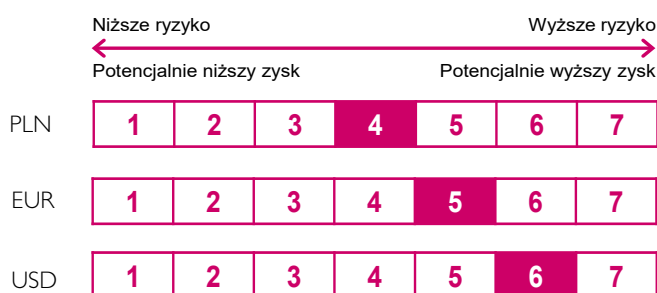 Niższe ryzyko Wyższe ryzyko
Potencjalnie niższy zysk Potencjalnie wyższy zysk
PLN 1 2 3 4 5 6 7
EUR 1 2 3 4 5 6 7
USD 1 2 3 4 5 6 7